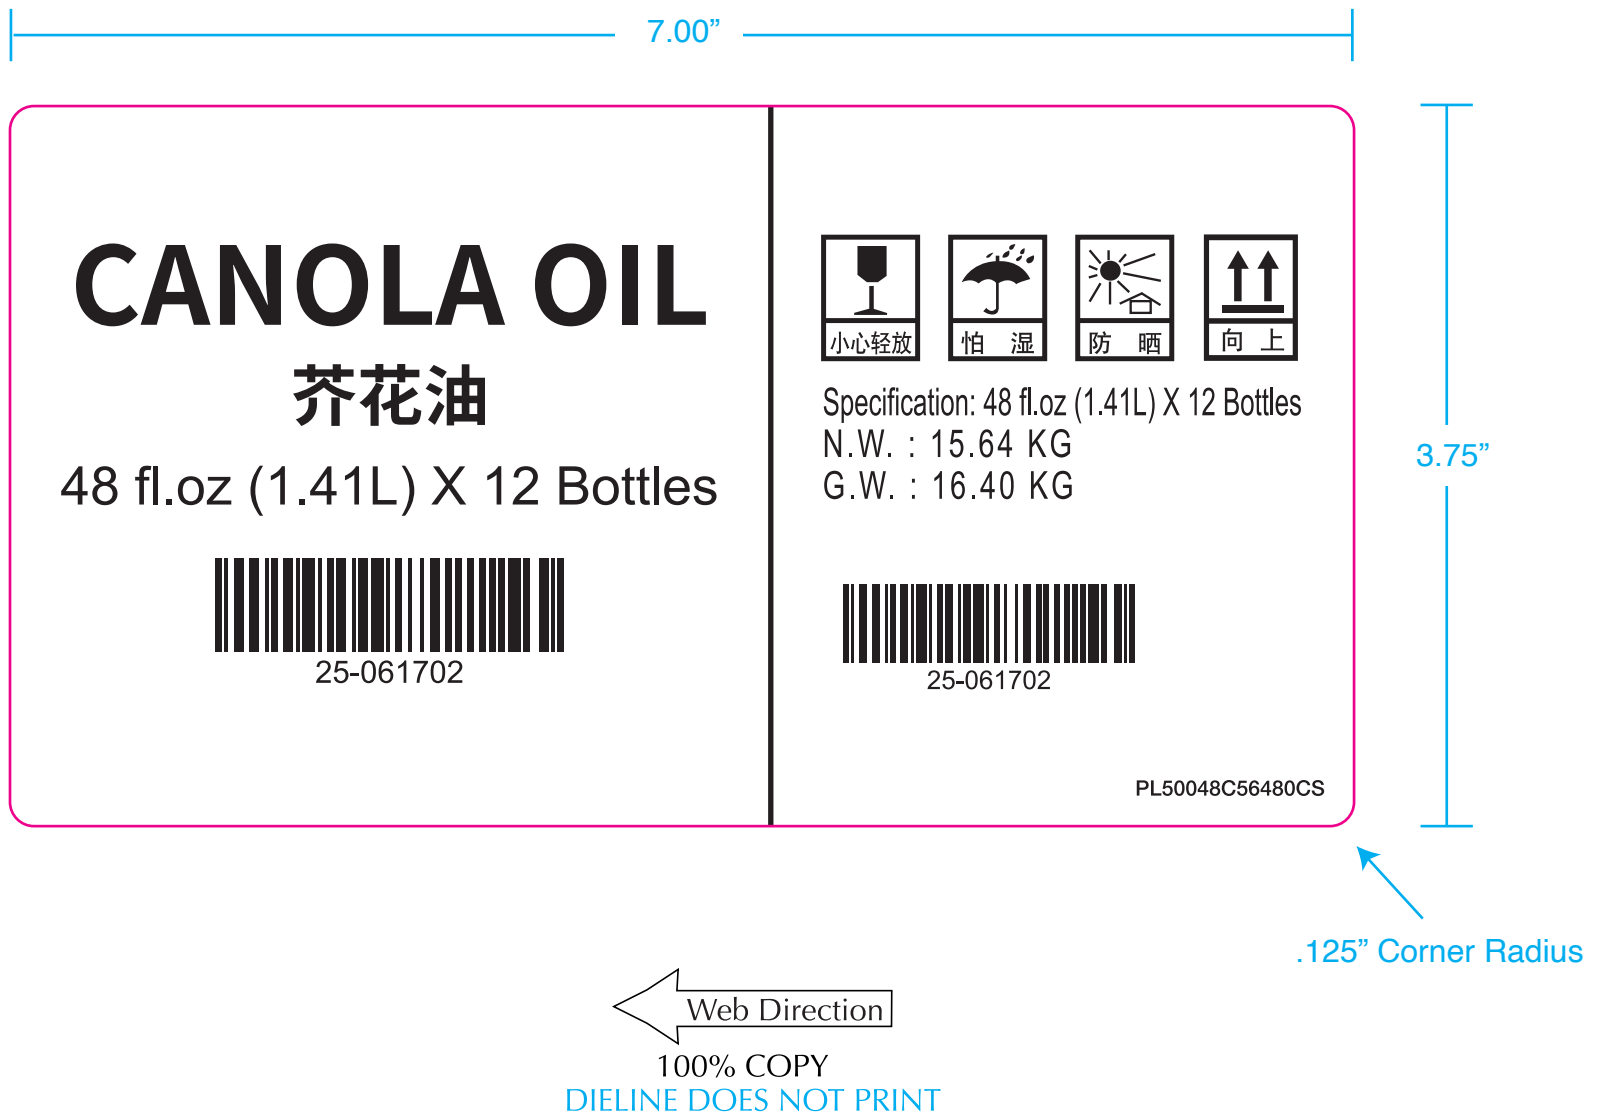 7.00”
CANOLA OIL
芥花油
48 fl.oz (1.41L) X 12 Bottles
25-061702
小心轻放
怕 湿
防 晒
向 上
Specification: 48 fl.oz (1.41L) X 12 Bottles
N.W. : 15.64 KG
G.W. : 16.40 KG
25-061702
PL50048C56480CS
3.75”
.125” Corner Radius
Web Direction
100% COPY
DIELINE DOES NOT PRINT